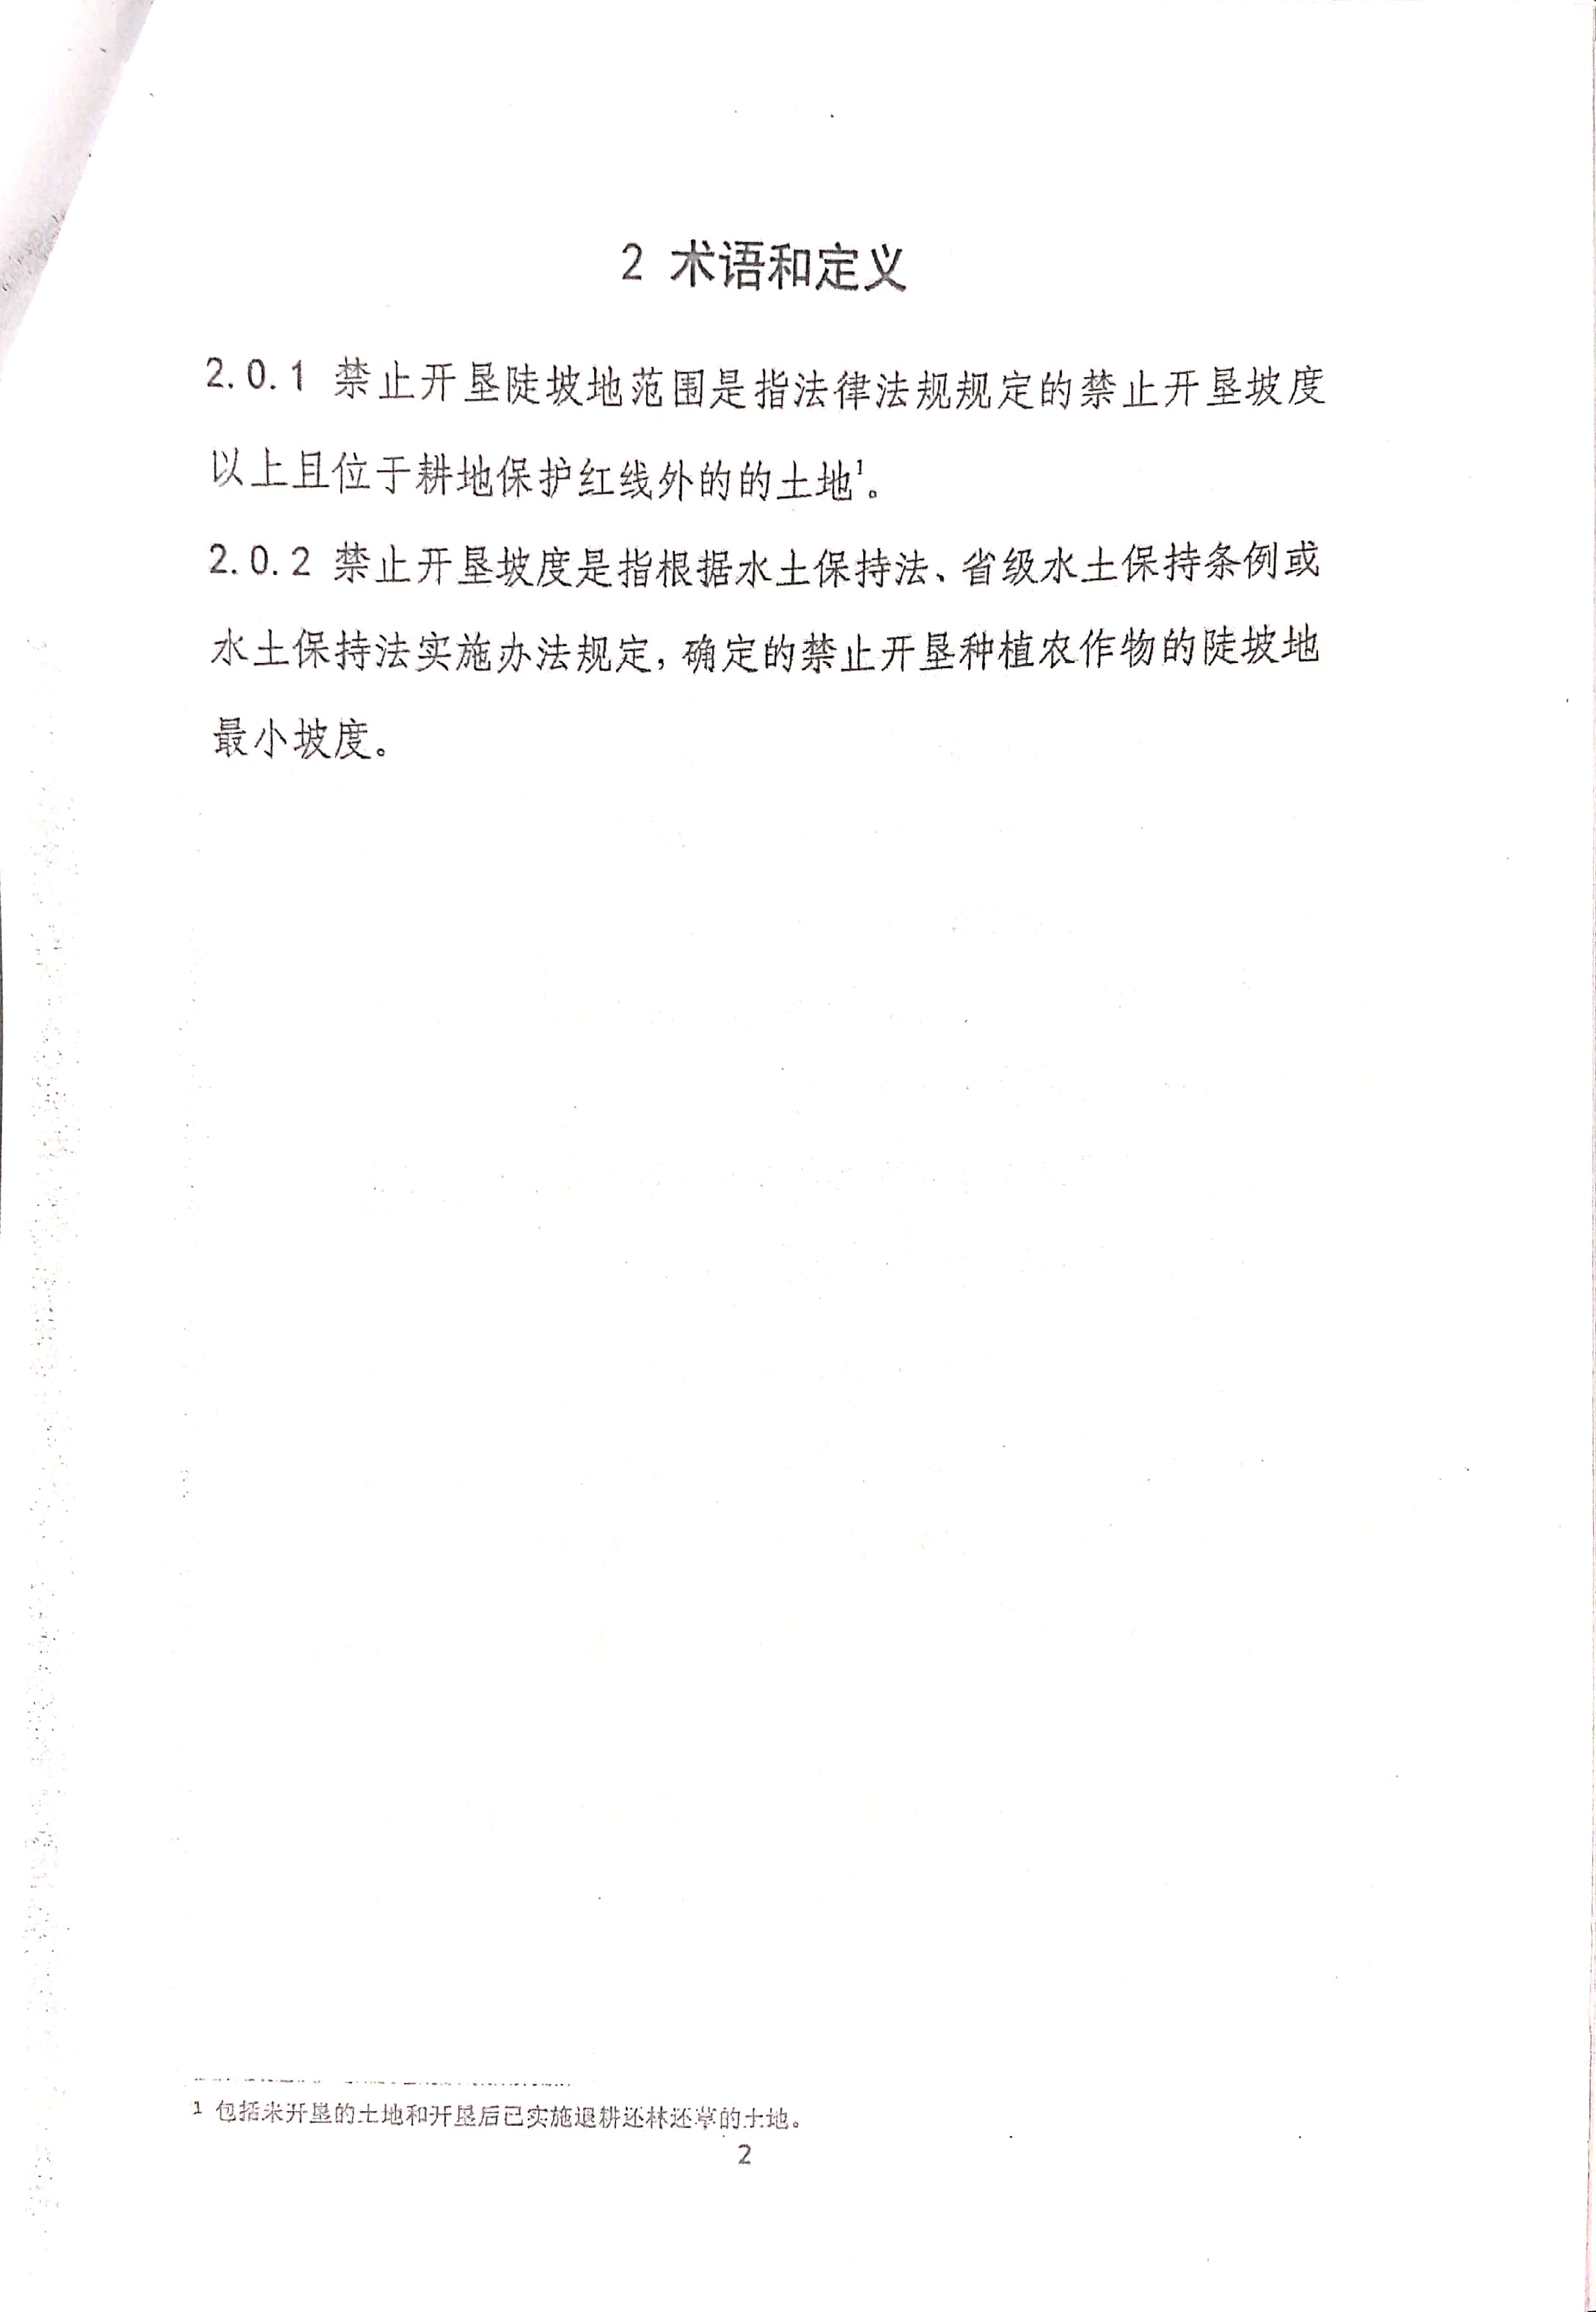 2 术语和定义
2.0.1 禁止开垦陡坡地范围是指法律法规规定的禁止开垦坡度
以上且位于耕地保护红线外的的土地¹。
2.0.2 禁止开垦坡度是指根据水土保持法、省级水土保持条例或
水土保持法实施办法规定,确定的禁止开垦种植农作物的陡坡地
最小坡度。
1 包括未开垦的土地和开垦后已实施退耕还林还草的土地。
2